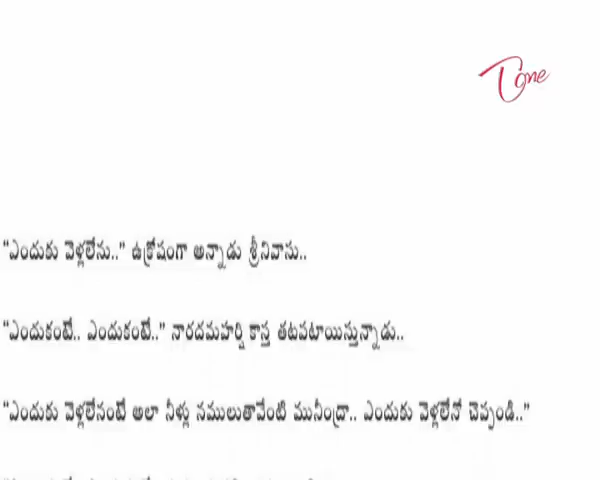 Tone
"ఎందుకు వెళ్లలేను.." ఉక్రోషంగా అన్నాడు శ్రీనివాసు..
"ఎందుకంటే.. ఎందుకంటే.." నారదమహర్షి కాస్త తటపటాయిస్తున్నాడు..
"ఎందుకు వెళ్లలేనంటే అలా నీళ్లు నములుతావేంటి మునీంద్రా.. ఎందుకు వెళ్లలేనో చెప్పండి.."